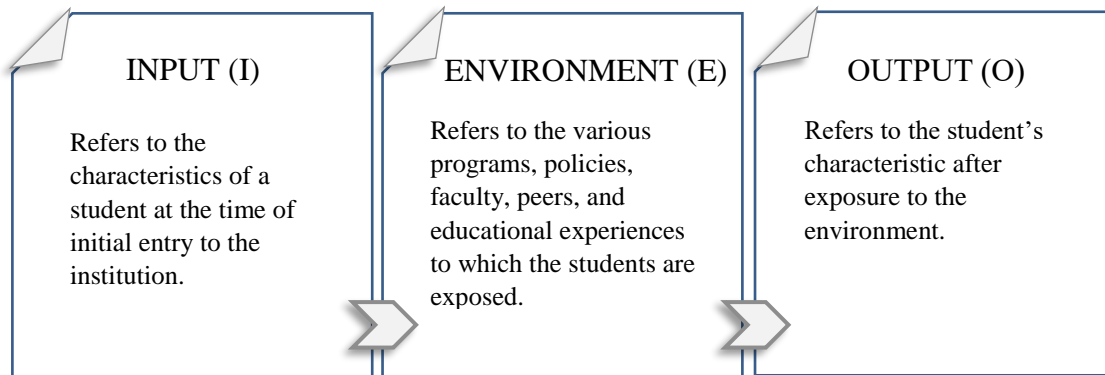 INPUT (I)
Refers to the
characteristics of a
student at the time of
initial entry to the
institution.
ENVIRONMENT (E)
Refers to the various
programs, policies,
faculty, peers, and
educational experiences
to which the students are
exposed.
OUTPUT (O)
Refers to the student’s
characteristic after
exposure to the
environment.